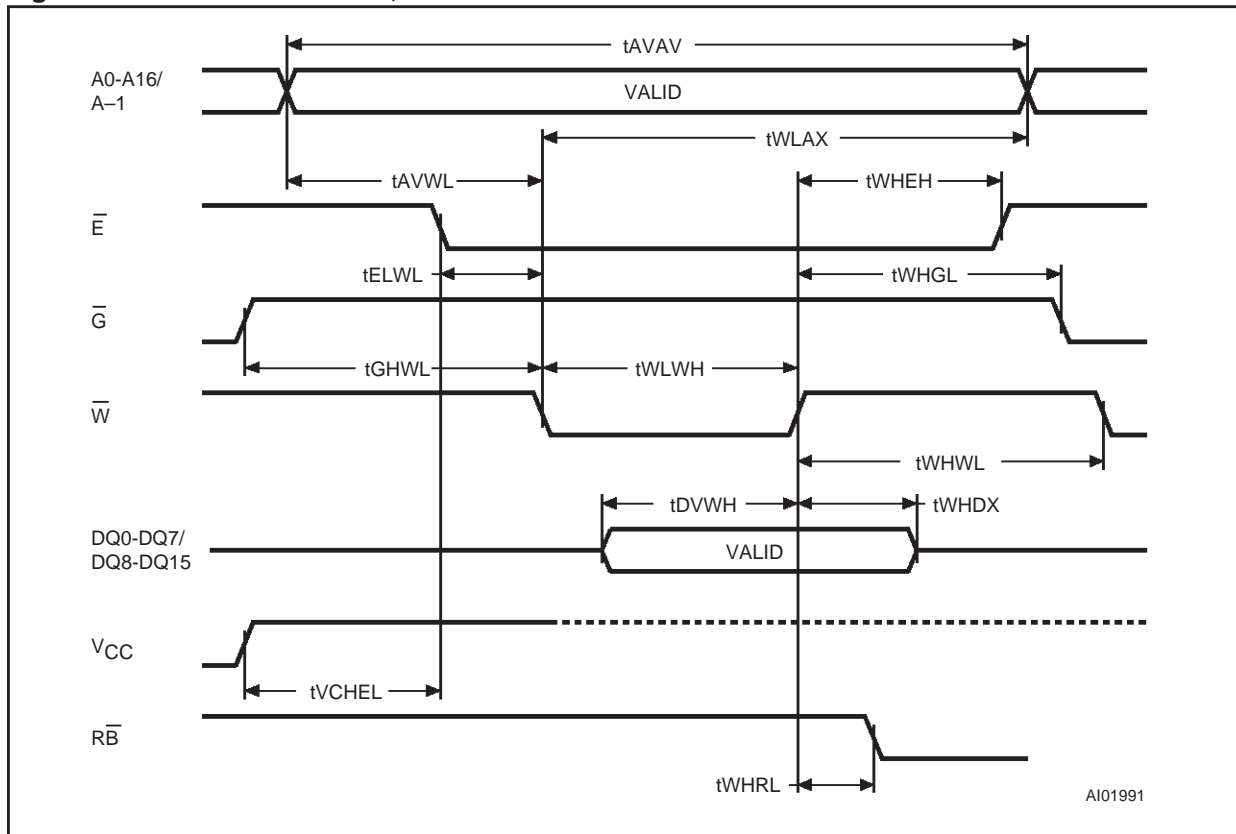 tAVAV
A0-A16/
A–1
VALID
tWLAX
tAVWL
tWHEH
E̅
tELWL
tWHGL
G̅
tGHWL
tWLWH
W̅
tWHWL
tDVWH
tWHDX
DQ0-DQ7/
DQ8-DQ15
VALID
VCC
tVCHEL
RB̅
tWHRL
AI01991